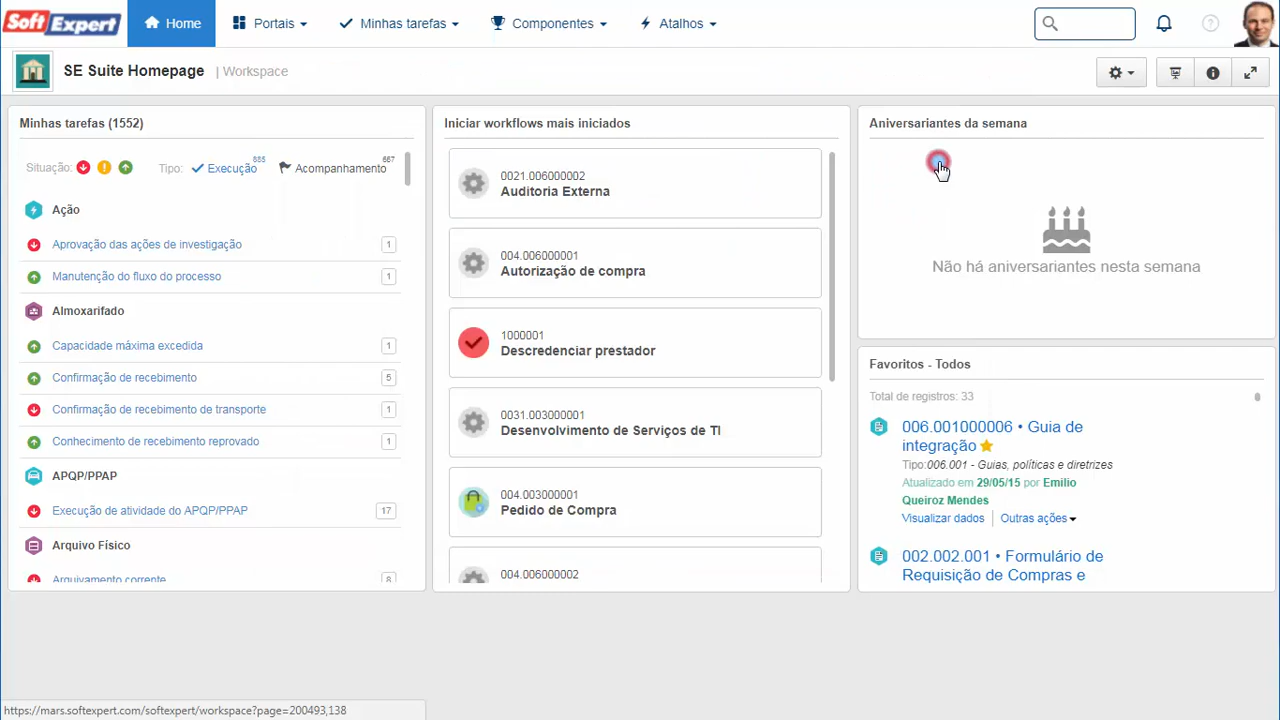 Soft Expert
Home
Portais
Minhas tarefas
Componentes
Atalhos
SE Suite Homepage | Workspace
Minhas tarefas (1552)
Situação: Tipo: Execução 885 Acompanhamento 667
Ação
Aprovação das ações de investigação 1
Manutenção do fluxo do processo 1
Almoxarifado
Capacidade máxima excedida 1
Confirmação de recebimento 5
Confirmação de recebimento de transporte 1
Conhecimento de recebimento reprovado 1
APQP/PPAP
Execução de atividade do APQP/PPAP 17
Arquivo Físico
Arquivamento corrente 8
Iniciar workflows mais iniciados
0021.006000002
Auditoria Externa
004.006000001
Autorização de compra
1000001
Descredenciar prestador
0031.003000001
Desenvolvimento de Serviços de TI
004.003000001
Pedido de Compra
004.006000002
Aniversariantes da semana
Não há aniversariantes nesta semana
Favoritos - Todos
Total de registros: 33
006.001000006 • Guia de
integração
Tipo:006.001 - Guias, políticas e diretrizes
Atualizado em 29/05/15 por Emilio
Queiroz Mendes
Visualizar dados Outras ações
002.002.001 • Formulário de
Requisição de Compras e
https://mars.softexpert.com/softexpert/workspace?page=200493,138